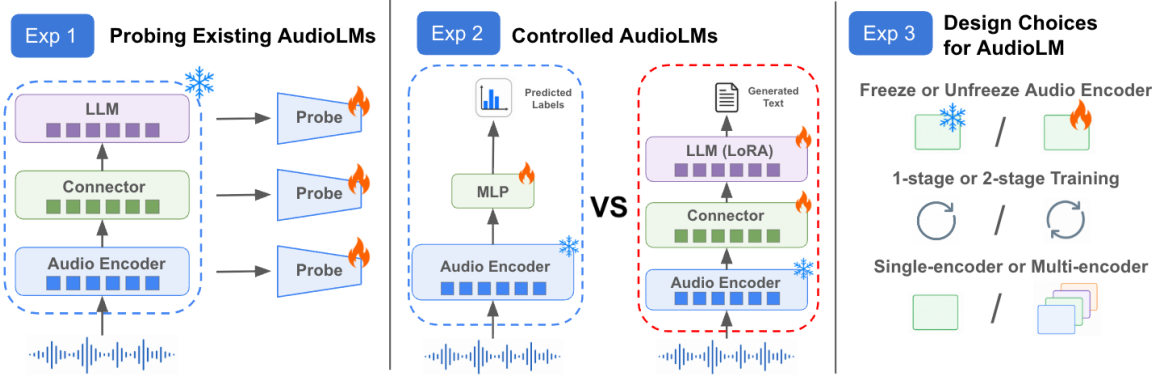 Exp 1
Probing Existing AudioLMs
LLM
Probe
Connector
Probe
Audio Encoder
Probe
Exp 2
Controlled AudioLMs
Predicted
Labels
MLP
Audio Encoder
VS
Generated
Text
LLM (LoRA)
Connector
Audio Encoder
Exp 3
Design Choices
for AudioLM
Freeze or Unfreeze Audio Encoder
/
1-stage or 2-stage Training
/
Single-encoder or Multi-encoder
/